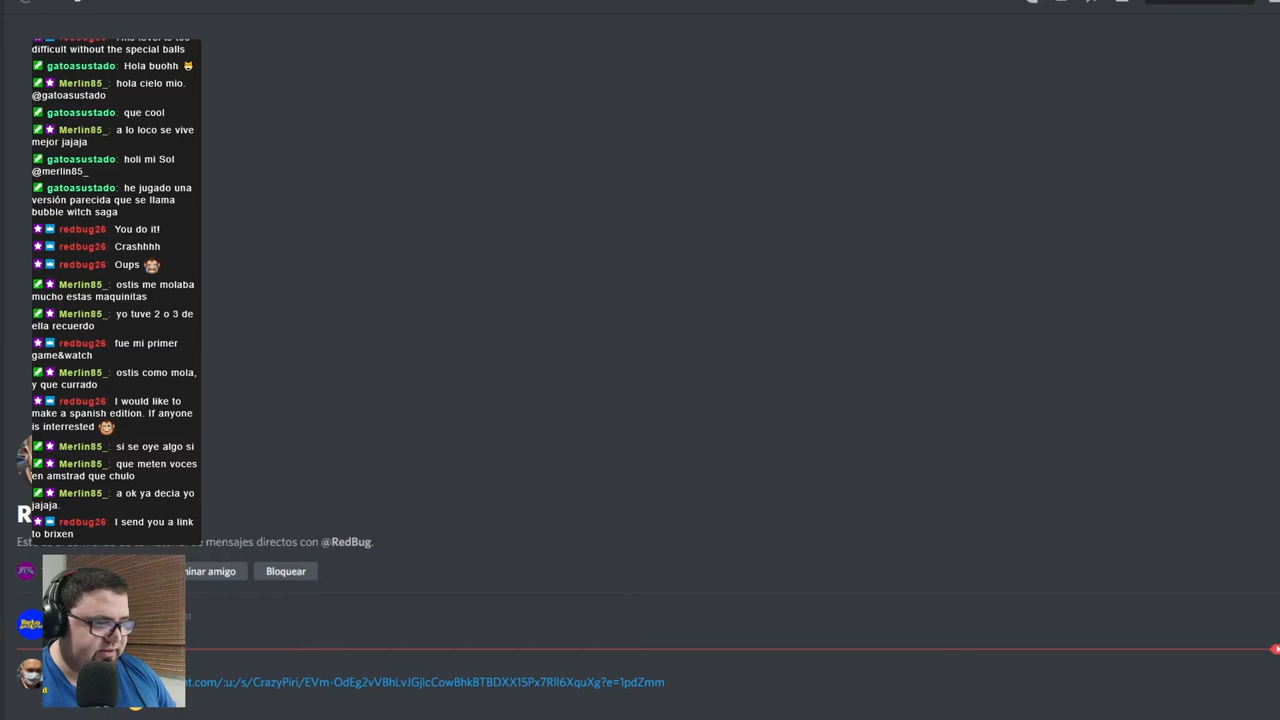 difficult without the special balls
gatoasustado: Hola buohh
Merlin85_: hola cielo mio.
@gatoasustado
gatoasustado: que cool
Merlin85_: a lo loco se vive
mejor jajaja
gatoasustado: holi mi Sol
@merlin85_
gatoasustado: he jugado una
versión parecida que se llama
bubble witch saga
redbug26: You do it!
redbug26: Crashhhh
redbug26: Oups
Merlin85_: ostis me molaba
mucho estas maquinitas
Merlin85_: yo tuve 2 o 3 de
ella recuerdo
redbug26: fue mi primer
game&watch
Merlin85_: ostis como mola,
y que currado
redbug26: I would like to
make a spanish edition. If anyone
is interrested
Merlin85_: si se oye algo si
Merlin85_: que meten voces
en amstrad que chulo
Merlin85_: a ok ya decia yo
jajaja.
redbug26: I send you a link
to brixen
R
de mensajes directos con @RedBug.
minar amigo
Bloquear
Reto